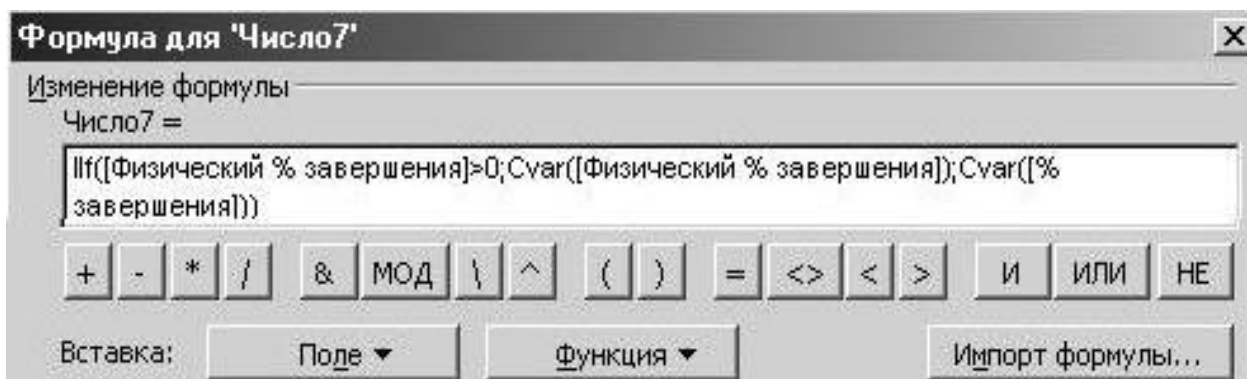 Формула для 'Число7'
Изменение формулы
Число7 =
IIf([Физический % завершения]>0;Cvar([Физический % завершения]);Cvar([%
завершения]))
+ - * / & МОД \ ^ ( ) = <> < > И ИЛИ НЕ
Вставка: Поле Функция Импорт формулы...